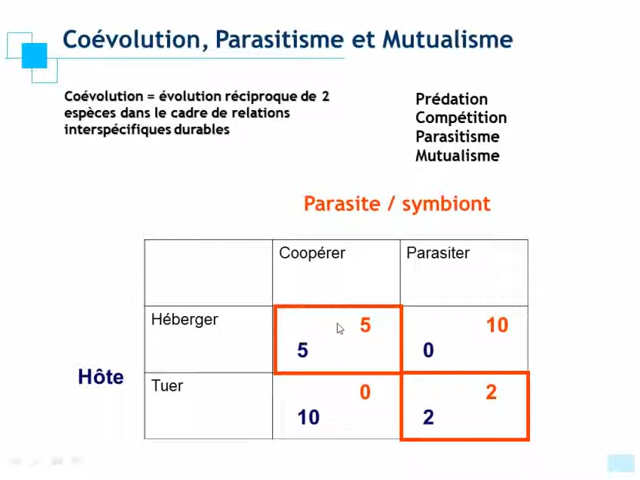 Coévolution, Parasitisme et Mutualisme
Coévolution = évolution réciproque de 2
espèces dans le cadre de relations
interspécifiques durables
Prédation
Compétition
Parasitisme
Mutualisme
Parasite / symbiont
Coopérer
Parasiter
Héberger
5
10
5
0
Hôte
Tuer
0
2
10
2